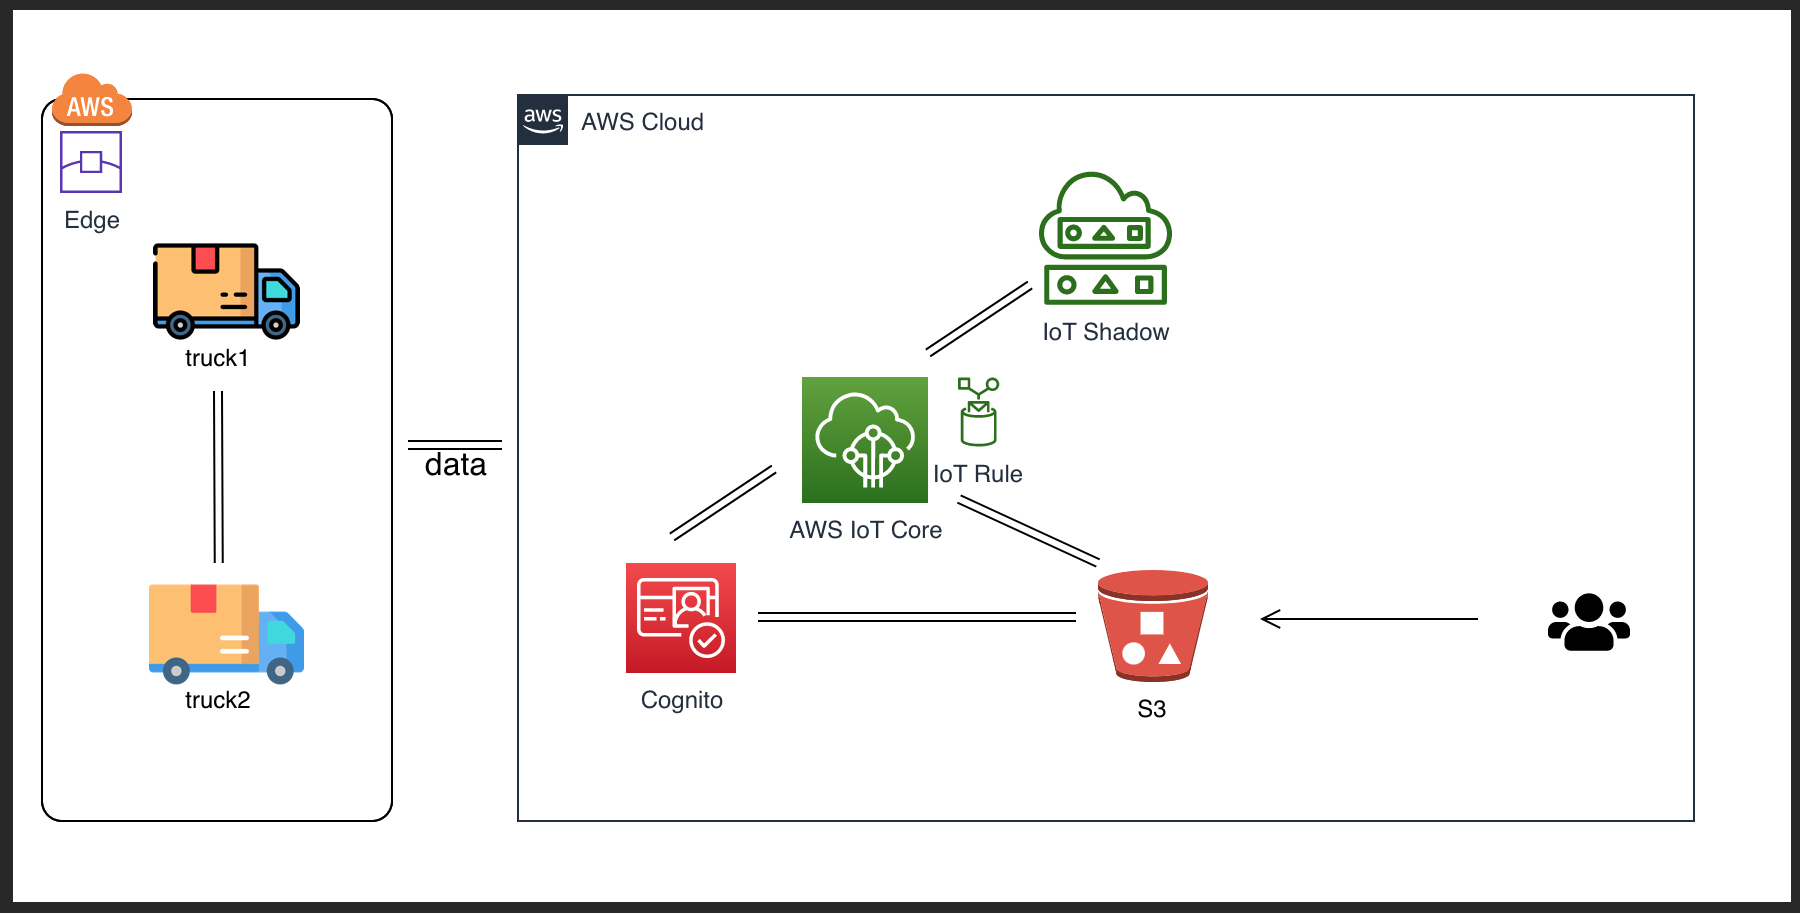 AWS
Edge
truck1
truck2
data
aws
AWS Cloud
IoT Shadow
IoT Rule
AWS IoT Core
Cognito
S3